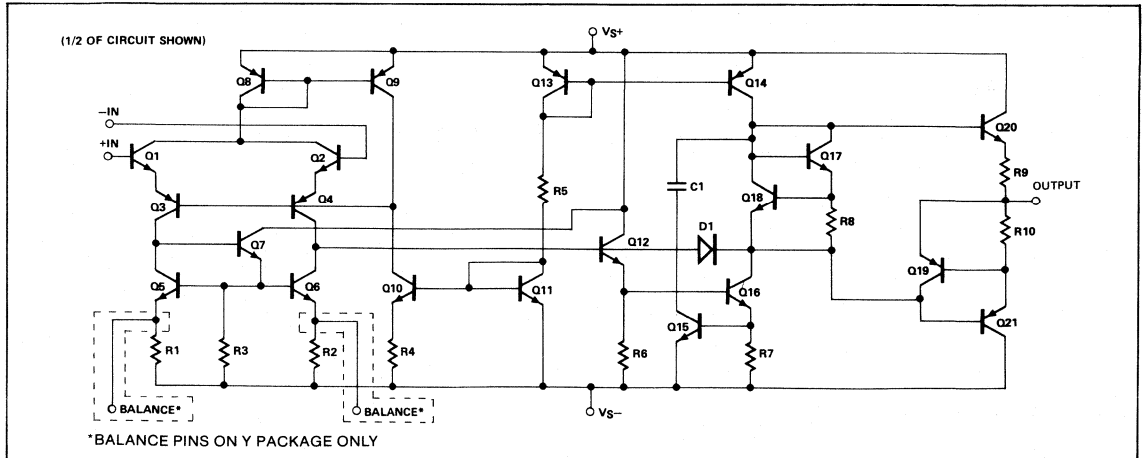 (1/2 OF CIRCUIT SHOWN)
VS+
Q8
Q9
Q13
Q14
−IN
+IN
Q1
Q2
Q20
Q17
R9
OUTPUT
Q3
Q4
R5
C1
Q18
R8
R10
Q7
Q12
D1
Q19
Q5
Q6
Q10
Q11
Q16
Q21
Q15
R1
R3
R2
R4
R6
R7
BALANCE*
BALANCE*
VS−
*BALANCE PINS ON Y PACKAGE ONLY